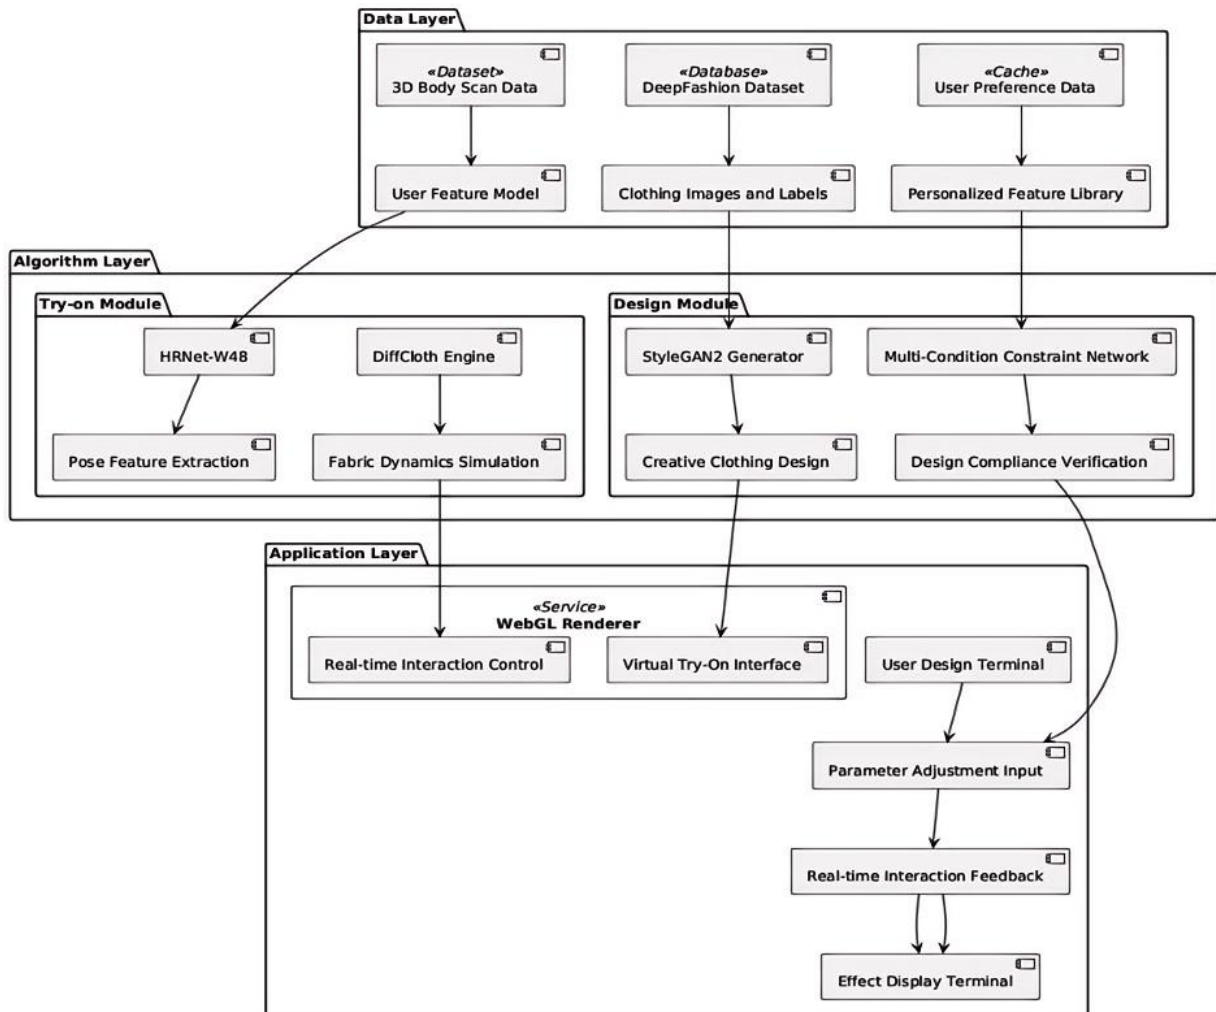 Data Layer
«Dataset»
3D Body Scan Data
«Database»
DeepFashion Dataset
«Cache»
User Preference Data
User Feature Model
Clothing Images and Labels
Personalized Feature Library
Algorithm Layer
Try-on Module
Design Module
HRNet-W48
DiffCloth Engine
StyleGAN2 Generator
Multi-Condition Constraint Network
Pose Feature Extraction
Fabric Dynamics Simulation
Creative Clothing Design
Design Compliance Verification
Application Layer
«Service»
WebGL Renderer
Real-time Interaction Control
Virtual Try-On Interface
User Design Terminal
Parameter Adjustment Input
Real-time Interaction Feedback
Effect Display Terminal